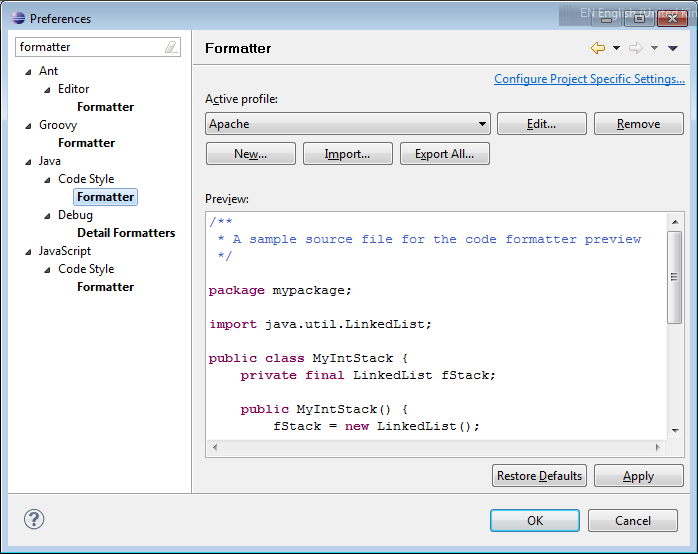 Preferences
EN English (United Kin
formatter
Ant
Editor
Formatter
Groovy
Formatter
Java
Code Style
Formatter
Debug
Detail Formatters
JavaScript
Code Style
Formatter
Formatter
Configure Project Specific Settings...
Active profile:
Apache
Edit...
Remove
New...
Import...
Export All...
Preview:
/**
 * A sample source file for the code formatter preview
 */
package mypackage;
import java.util.LinkedList;
public class MyIntStack {
    private final LinkedList fStack;
    public MyIntStack() {
        fStack = new LinkedList();
Restore Defaults
Apply
?
OK
Cancel